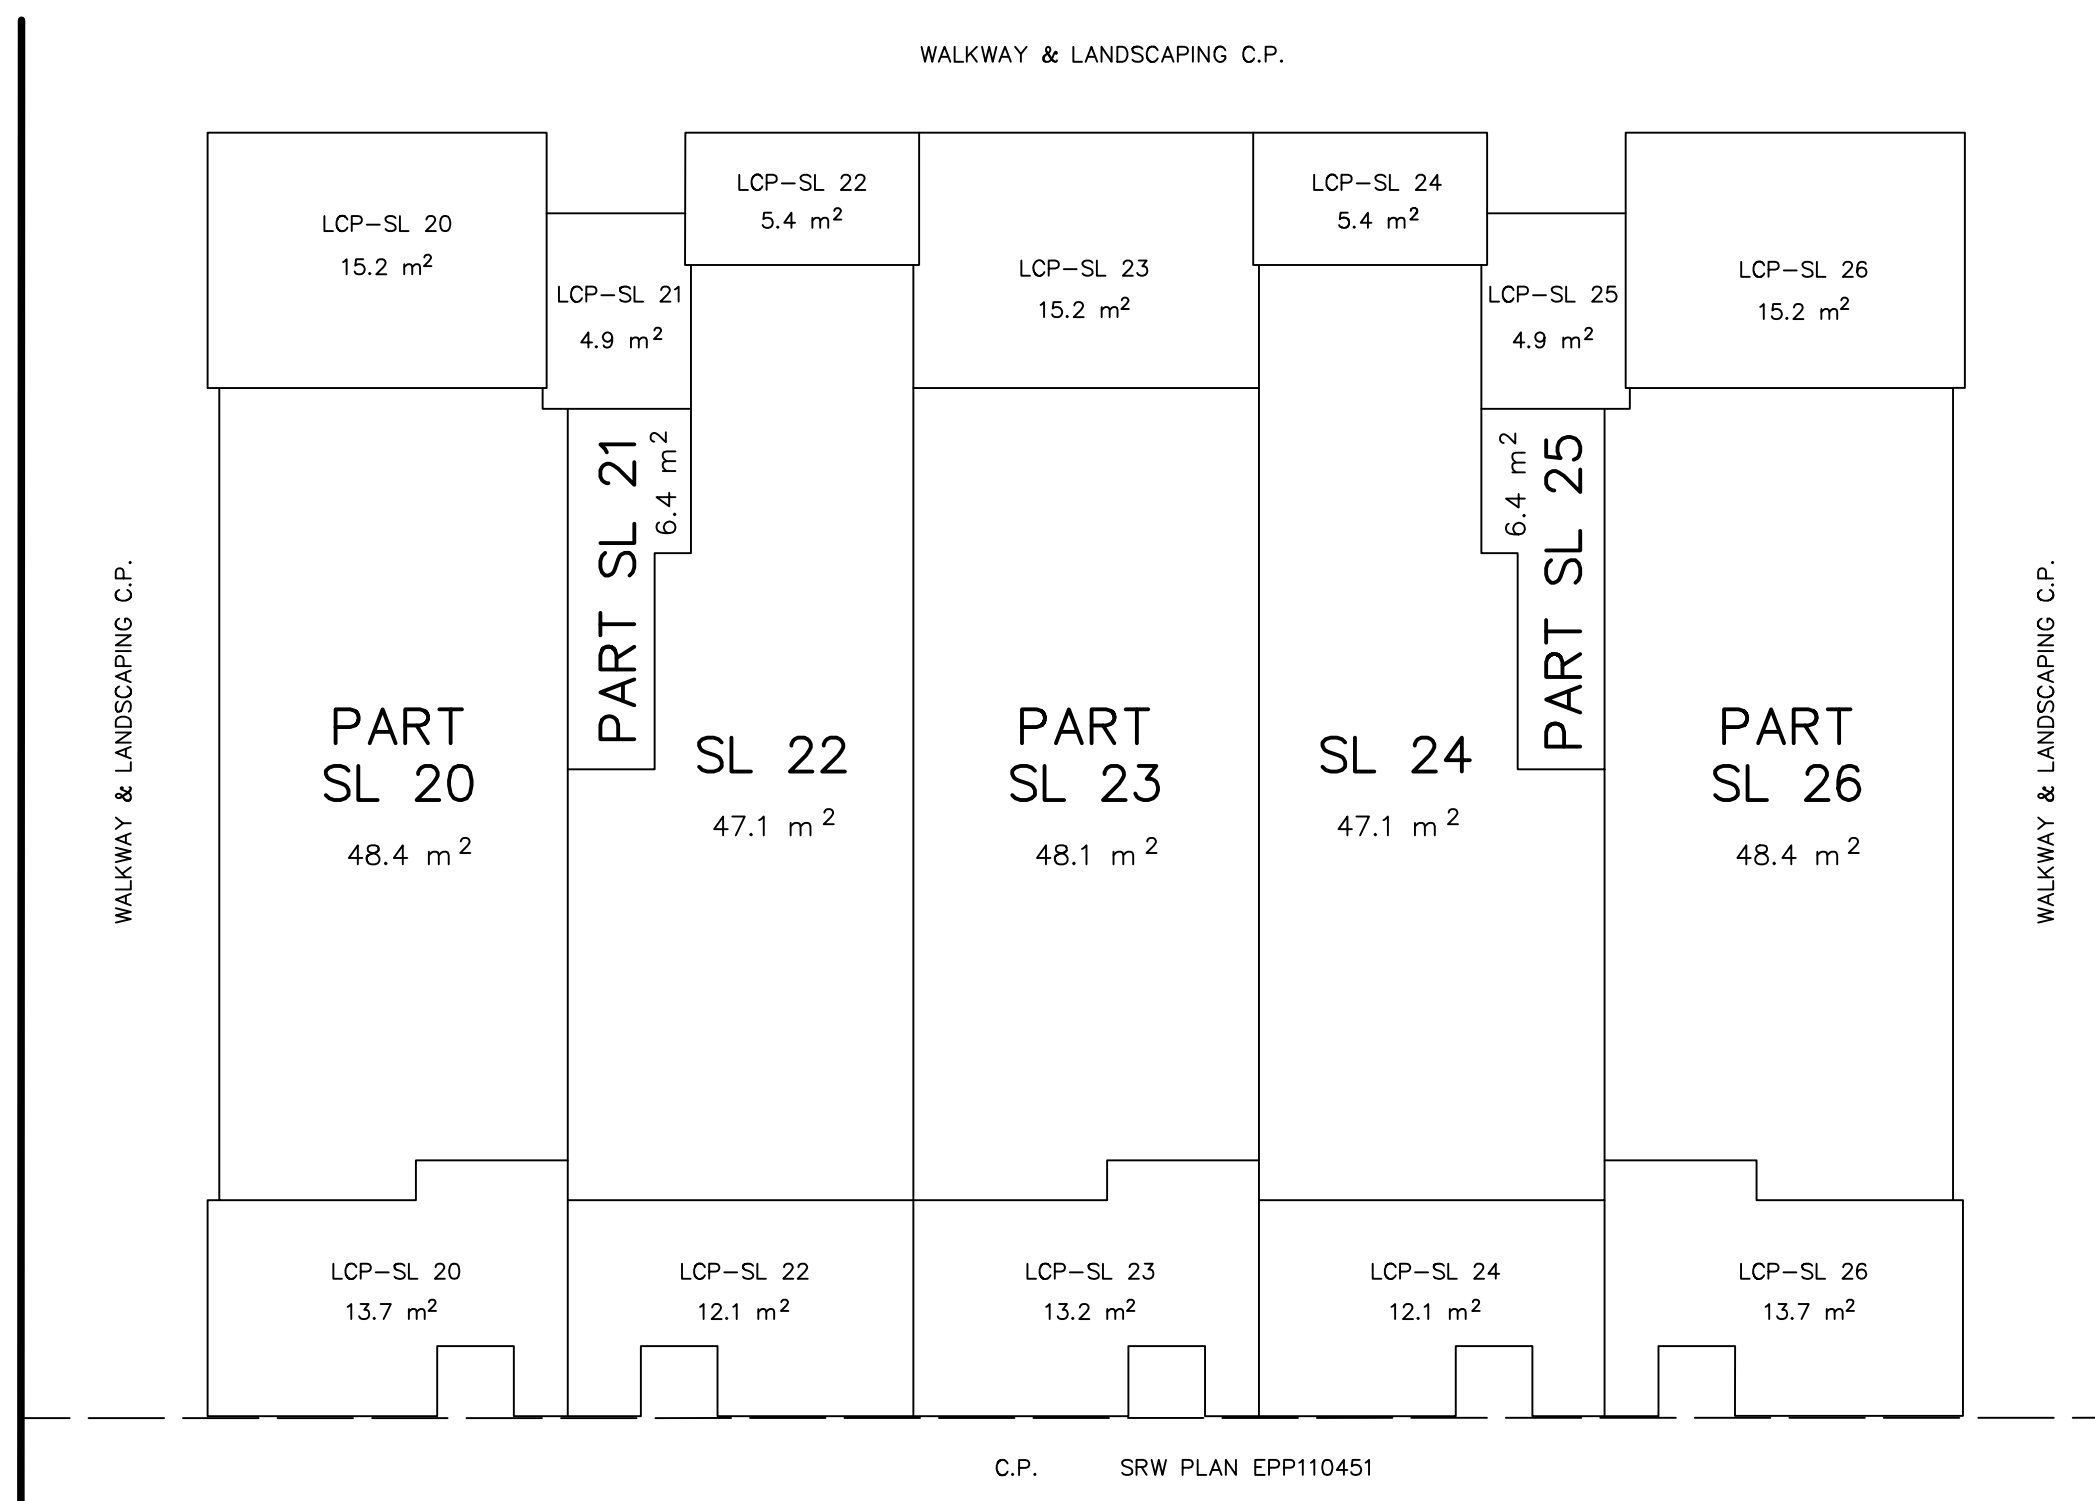 WALKWAY & LANDSCAPING C.P.
LCP-SL 20
15.2 m²
LCP-SL 21
4.9 m²
LCP-SL 22
5.4 m²
LCP-SL 23
15.2 m²
LCP-SL 24
5.4 m²
LCP-SL 25
4.9 m²
LCP-SL 26
15.2 m²
WALKWAY & LANDSCAPING C.P.
PART
SL 20
48.4 m²
PART SL 21
6.4 m²
SL 22
47.1 m²
PART
SL 23
48.1 m²
SL 24
47.1 m²
6.4 m²
PART SL 25
PART
SL 26
48.4 m²
WALKWAY & LANDSCAPING C.P.
LCP-SL 20
13.7 m²
LCP-SL 22
12.1 m²
LCP-SL 23
13.2 m²
LCP-SL 24
12.1 m²
LCP-SL 26
13.7 m²
C.P. SRW PLAN EPP110451